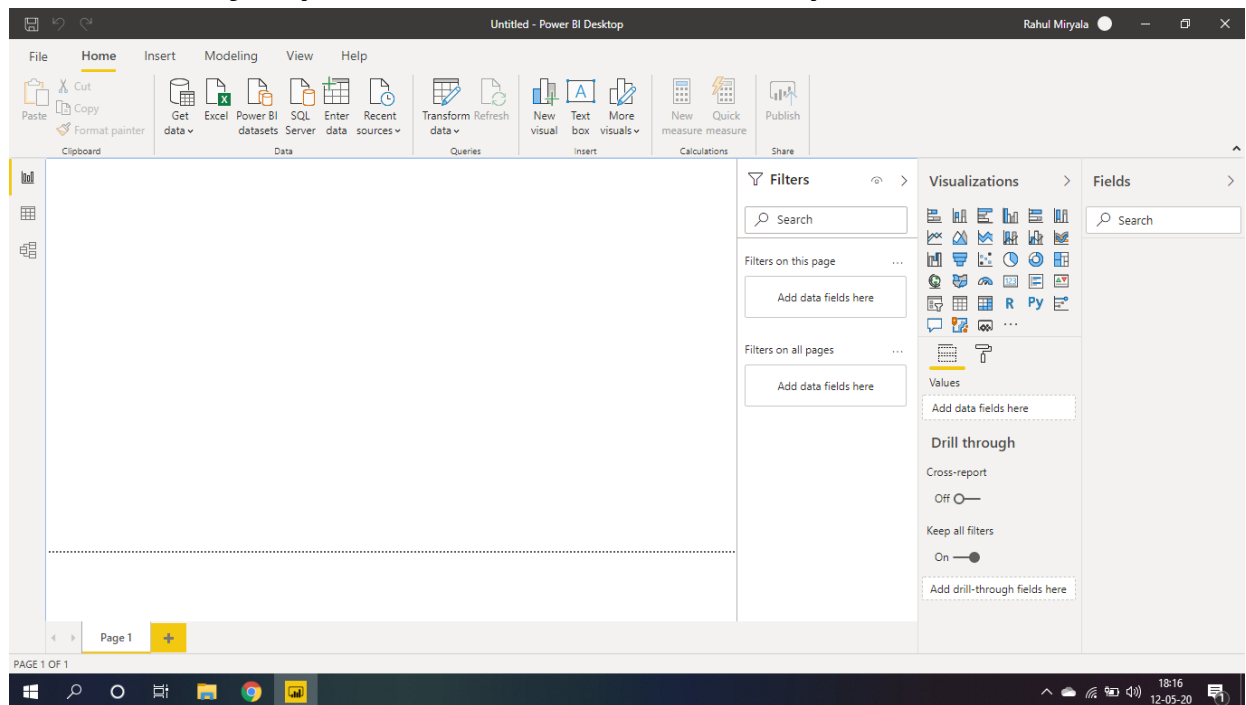 Untitled - Power BI Desktop
Rahul Miryala
File Home Insert Modeling View Help
Paste
Cut
Copy
Format painter
Clipboard
Get data
Excel
Power BI datasets
SQL Server
Enter data
Recent sources
Data
Transform data
Refresh
Queries
New visual
Text box
More visuals
Insert
New measure
Quick measure
Calculations
Publish
Share
Filters
Search
Filters on this page
Add data fields here
Filters on all pages
Add data fields here
Visualizations
123
R Py
Values
Add data fields here
Drill through
Cross-report
Off
Keep all filters
On
Add drill-through fields here
Fields
Search
Page 1
PAGE 1 OF 1
18:16
12-05-20